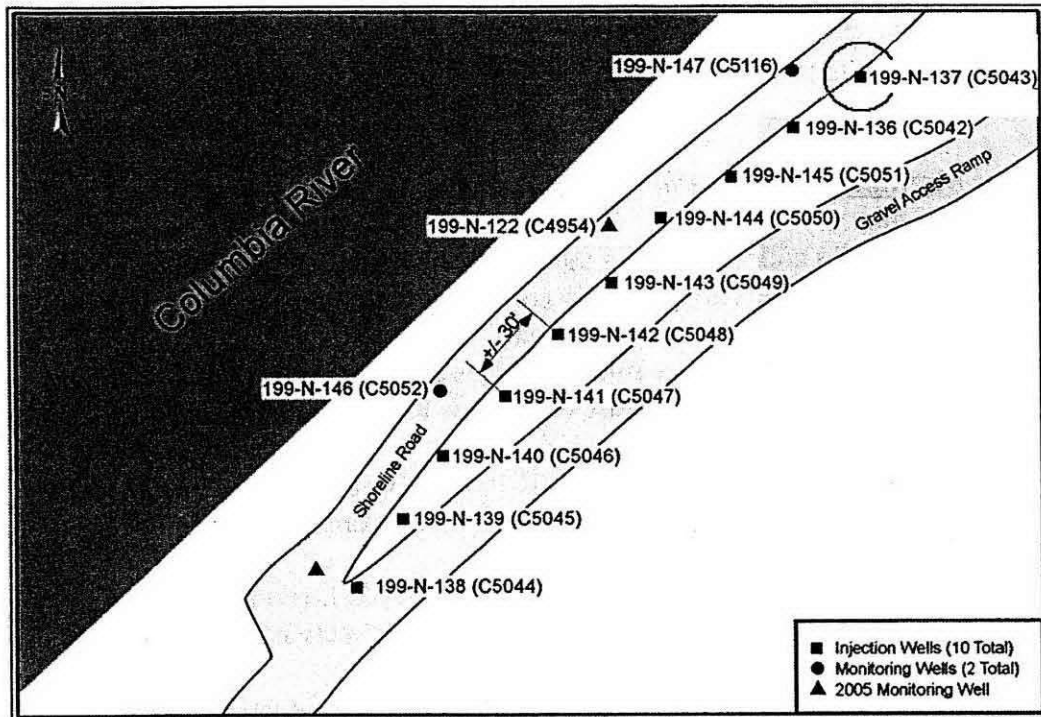 199-N-147 (C5116)
199-N-137 (C5043)
199-N-136 (C5042)
199-N-145 (C5051)
Gravel Access Ramp
199-N-144 (C5050)
199-N-122 (C4954)
Columbia River
199-N-143 (C5049)
+/- 30'
199-N-142 (C5048)
199-N-146 (C5052)
199-N-141 (C5047)
Shoreline Road
199-N-140 (C5046)
199-N-139 (C5045)
199-N-138 (C5044)
Injection Wells (10 Total)
Monitoring Wells (2 Total)
2005 Monitoring Well